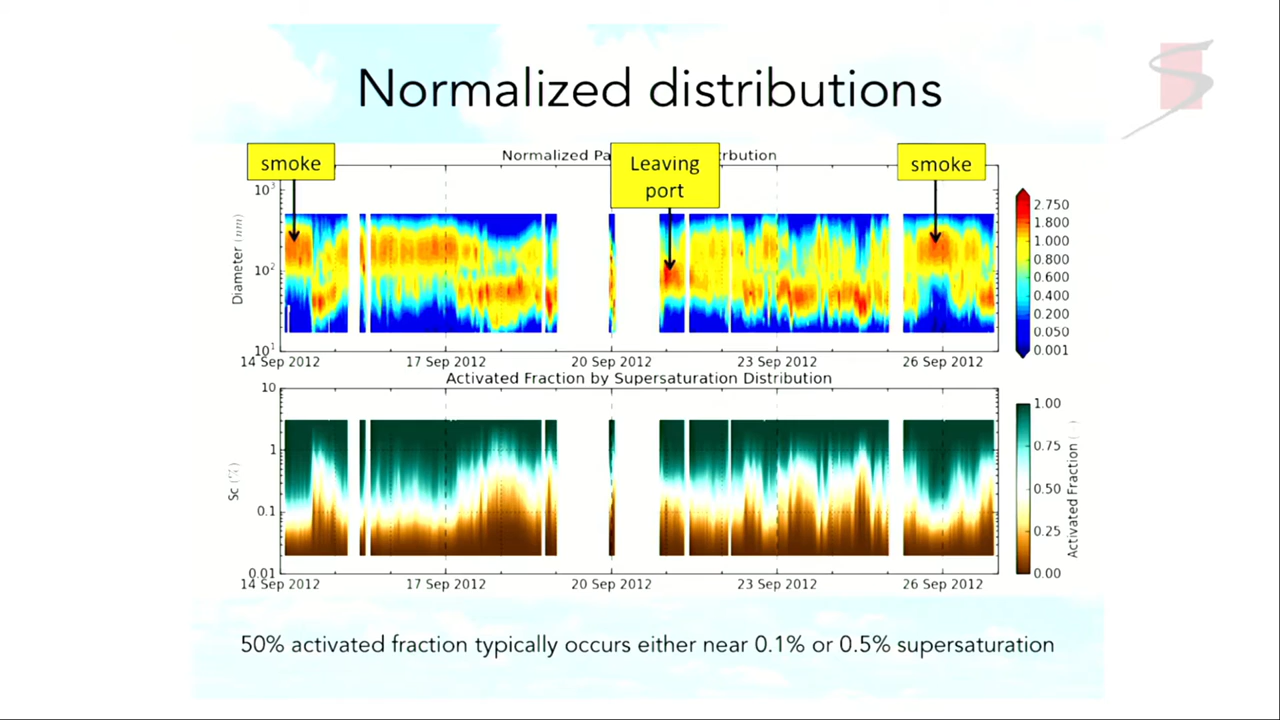 Normalized distributions
smoke
Leaving
port
smoke
Normalized Pa
rbution
10³
10²
10¹
Diameter (nm)
2.750
1.800
1.000
0.800
0.600
0.400
0.200
0.050
0.001
14 Sep 2012 17 Sep 2012 20 Sep 2012 23 Sep 2012 26 Sep 2012
Activated Fraction by Supersaturation Distribution
10
1
0.1
0.01
Sc (%)
1.00
0.75
0.50
0.25
0.00
Activated Fraction
14 Sep 2012 17 Sep 2012 20 Sep 2012 23 Sep 2012 26 Sep 2012
50% activated fraction typically occurs either near 0.1% or 0.5% supersaturation